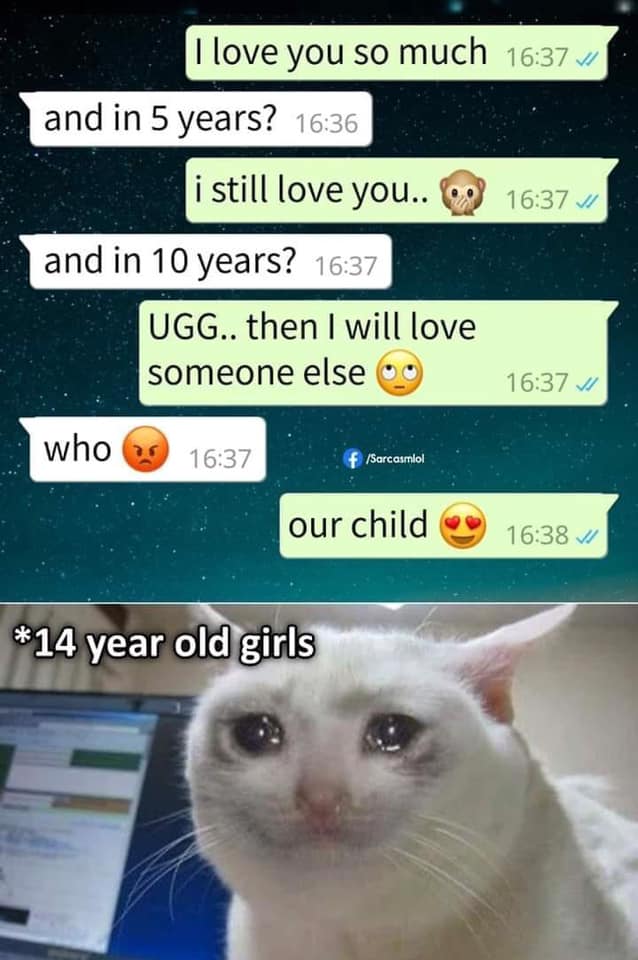 I love you so much 16:37
and in 5 years? 16:36
i still love you.. 🙊 16:37
and in 10 years? 16:37
UGG.. then I will love
someone else 🙄 16:37
who 😡 16:37
/Sarcasmlol
our child 😍 16:38
*14 year old girls